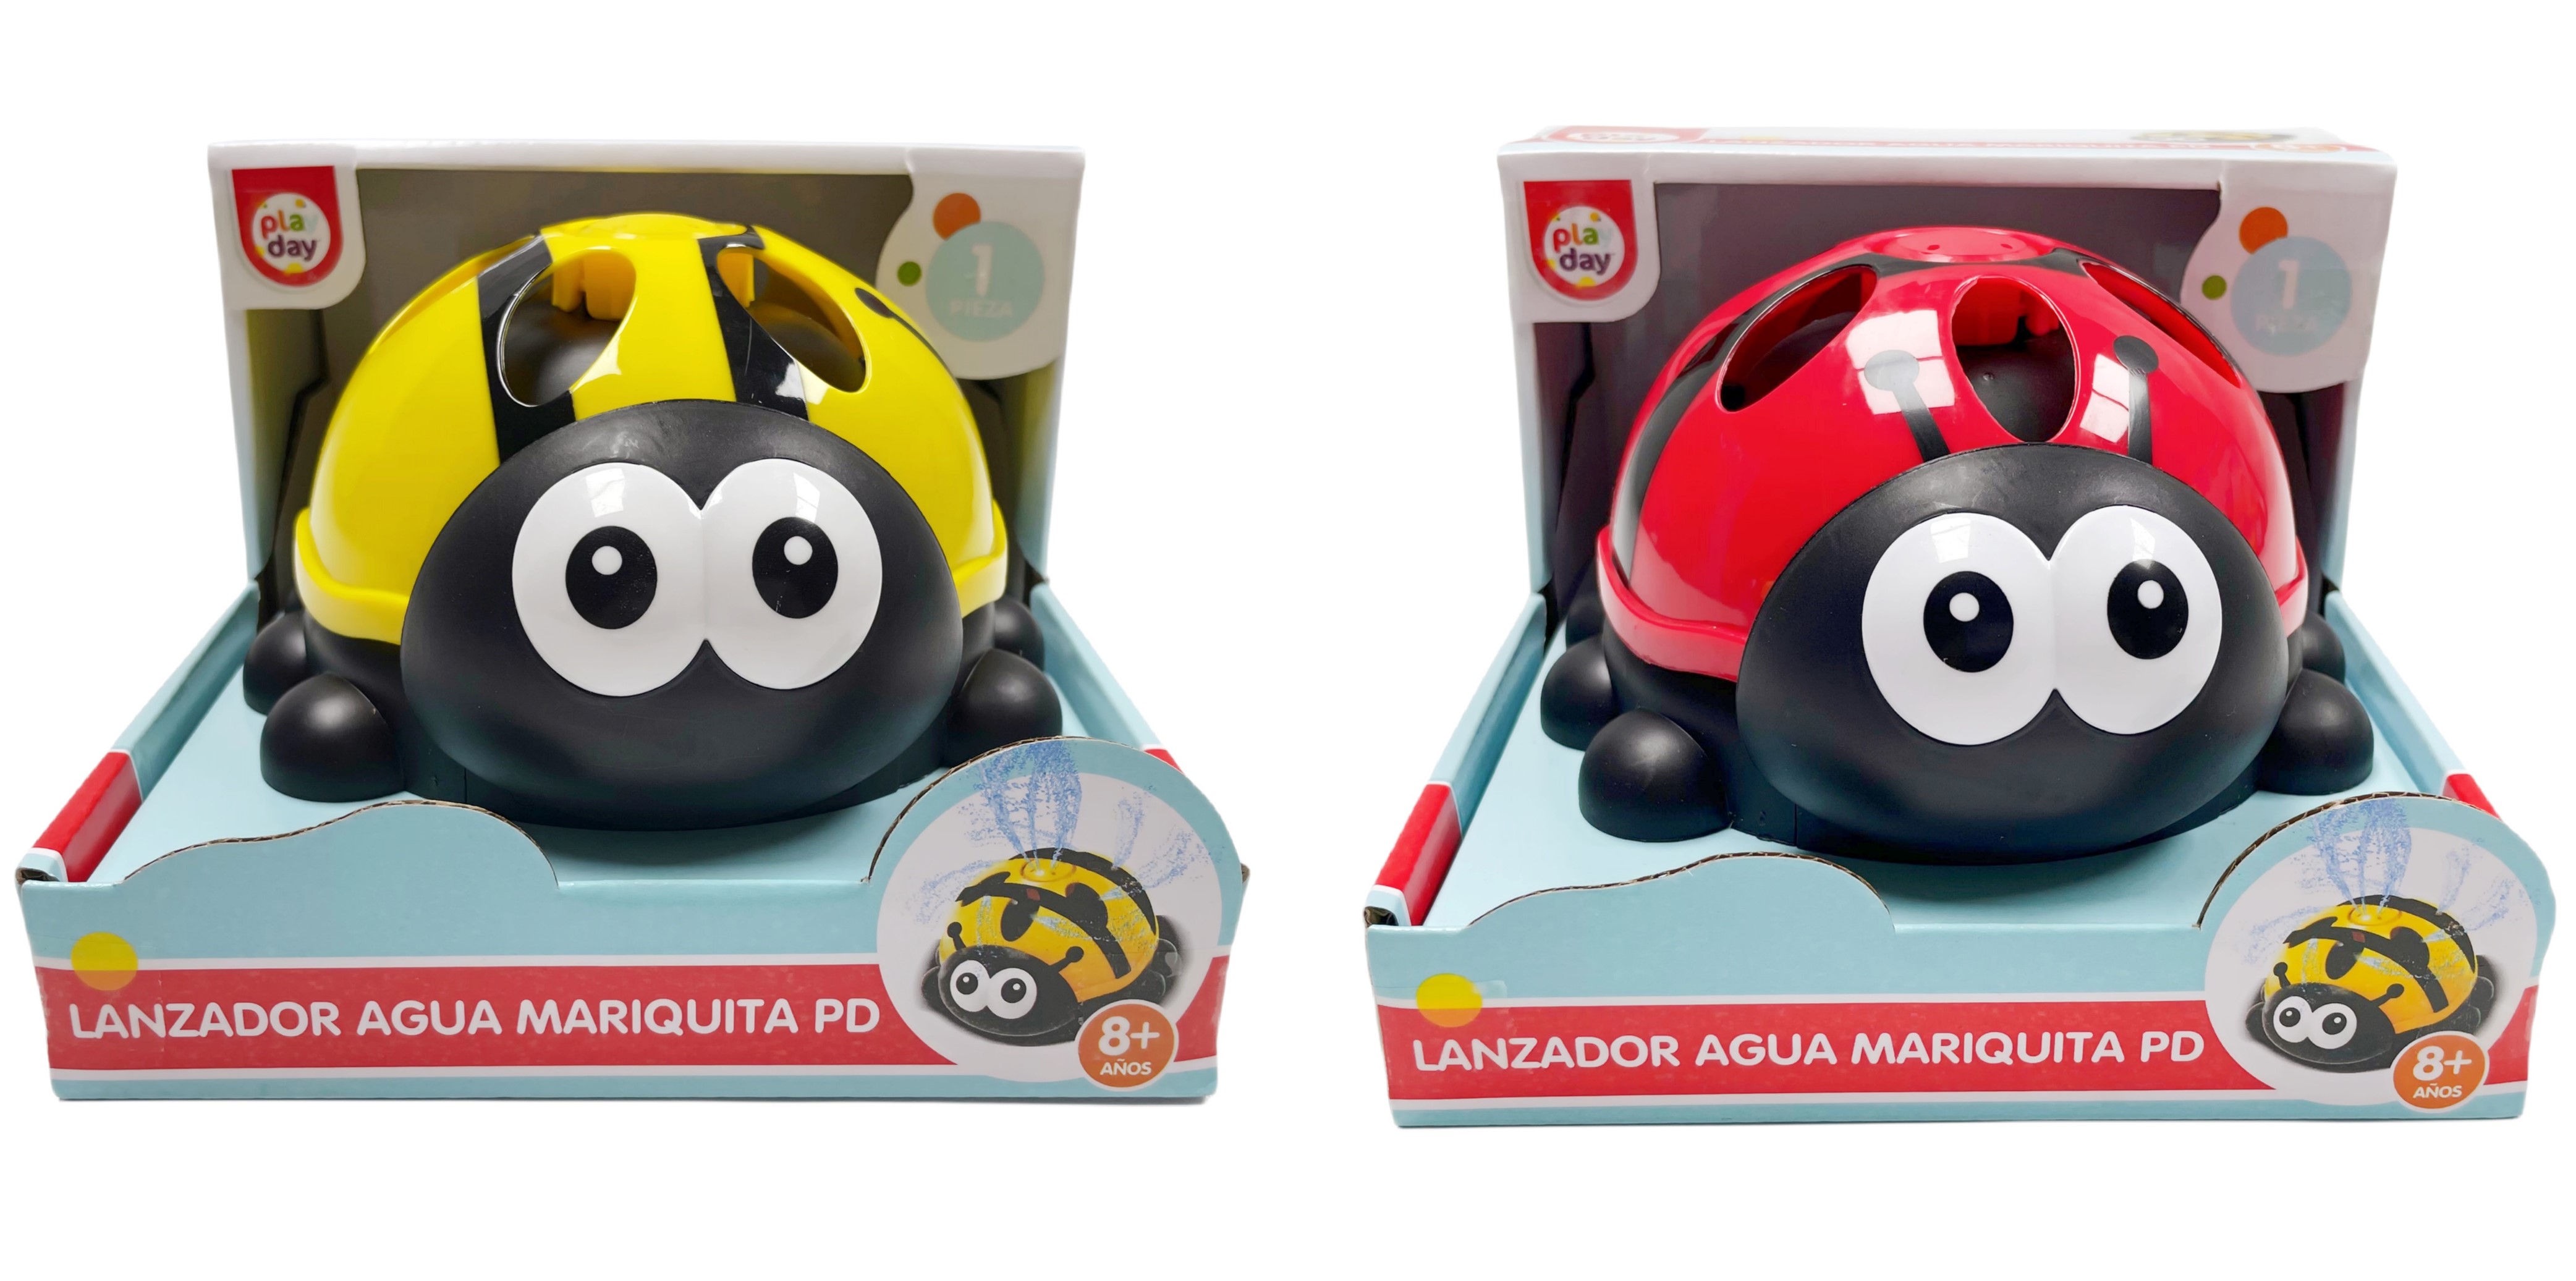 play
day
1
PIEZA
LANZADOR AGUA MARIQUITA PD
8+
AÑOS
play
day
1
PIEZA
LANZADOR AGUA MARIQUITA PD
8+
AÑOS